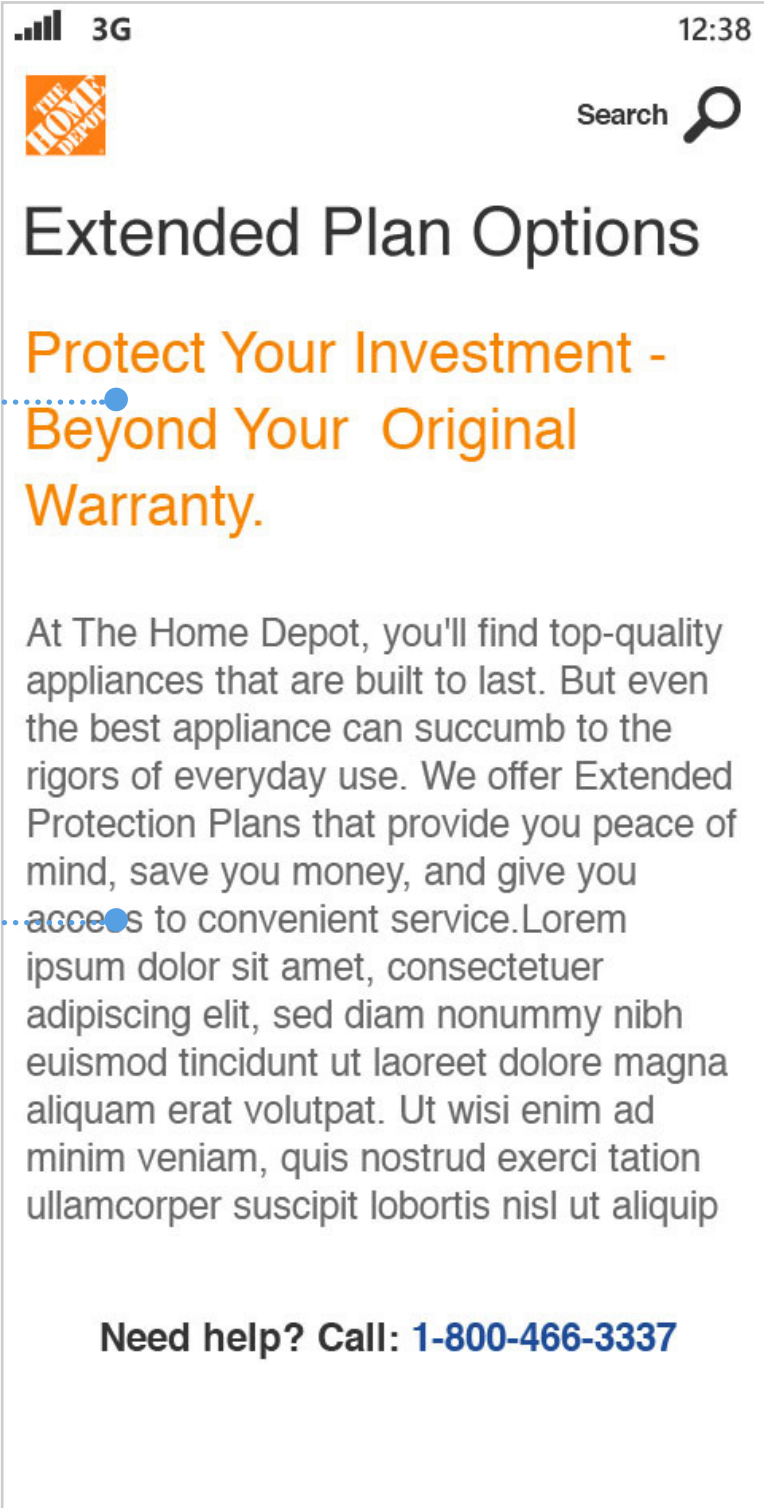 3G 12:38
THE
HOME
DEPOT
Search
Extended Plan Options
Protect Your Investment -
Beyond Your  Original
Warranty.
At The Home Depot, you'll find top-quality
appliances that are built to last. But even
the best appliance can succumb to the
rigors of everyday use. We offer Extended
Protection Plans that provide you peace of
mind, save you money, and give you
access to convenient service.Lorem
ipsum dolor sit amet, consectetuer
adipiscing elit, sed diam nonummy nibh
euismod tincidunt ut laoreet dolore magna
aliquam erat volutpat. Ut wisi enim ad
minim veniam, quis nostrud exerci tation
ullamcorper suscipit lobortis nisl ut aliquip
Need help? Call: 1-800-466-3337